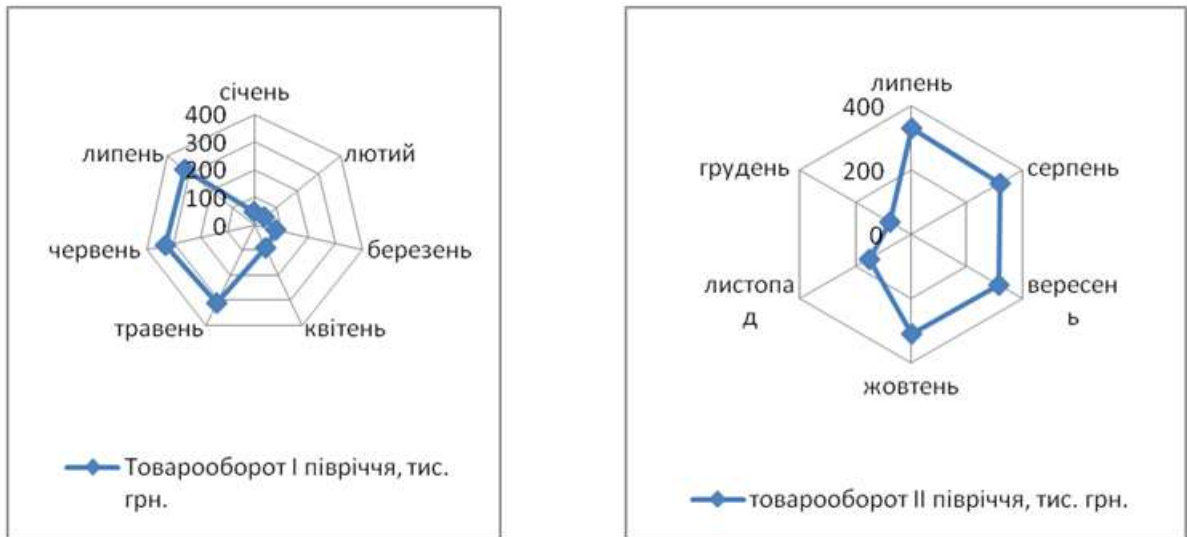 січень
400
300
200
100
0
лютий
березень
квітень
травень
червень
липень
Товарооборот І півріччя, тис.
грн.
липень
400
200
0
серпень
вересен
ь
жовтень
листопа
д
грудень
товарооборот ІІ півріччя, тис. грн.